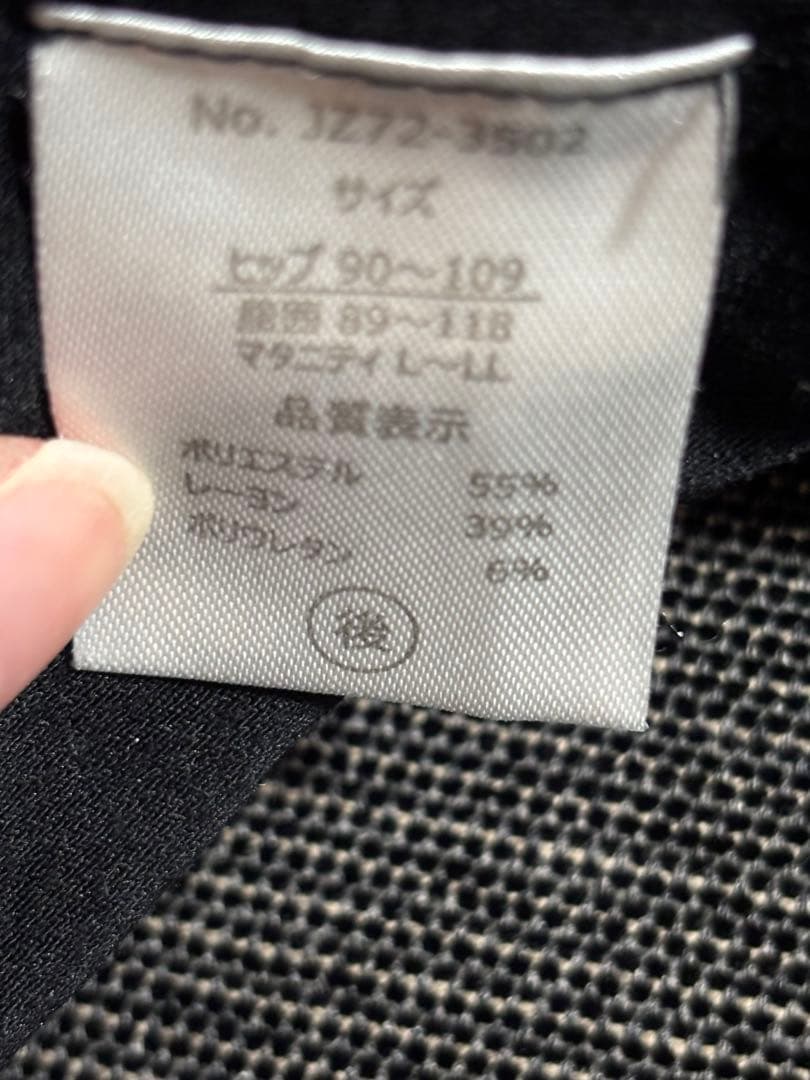 No. JZ72-3502
サイズ
ヒップ 90〜109
腹囲 89〜118
マタニティ L〜LL
品質表示
ポリエステル 55%
レーヨン 39%
ポリウレタン 6%
後